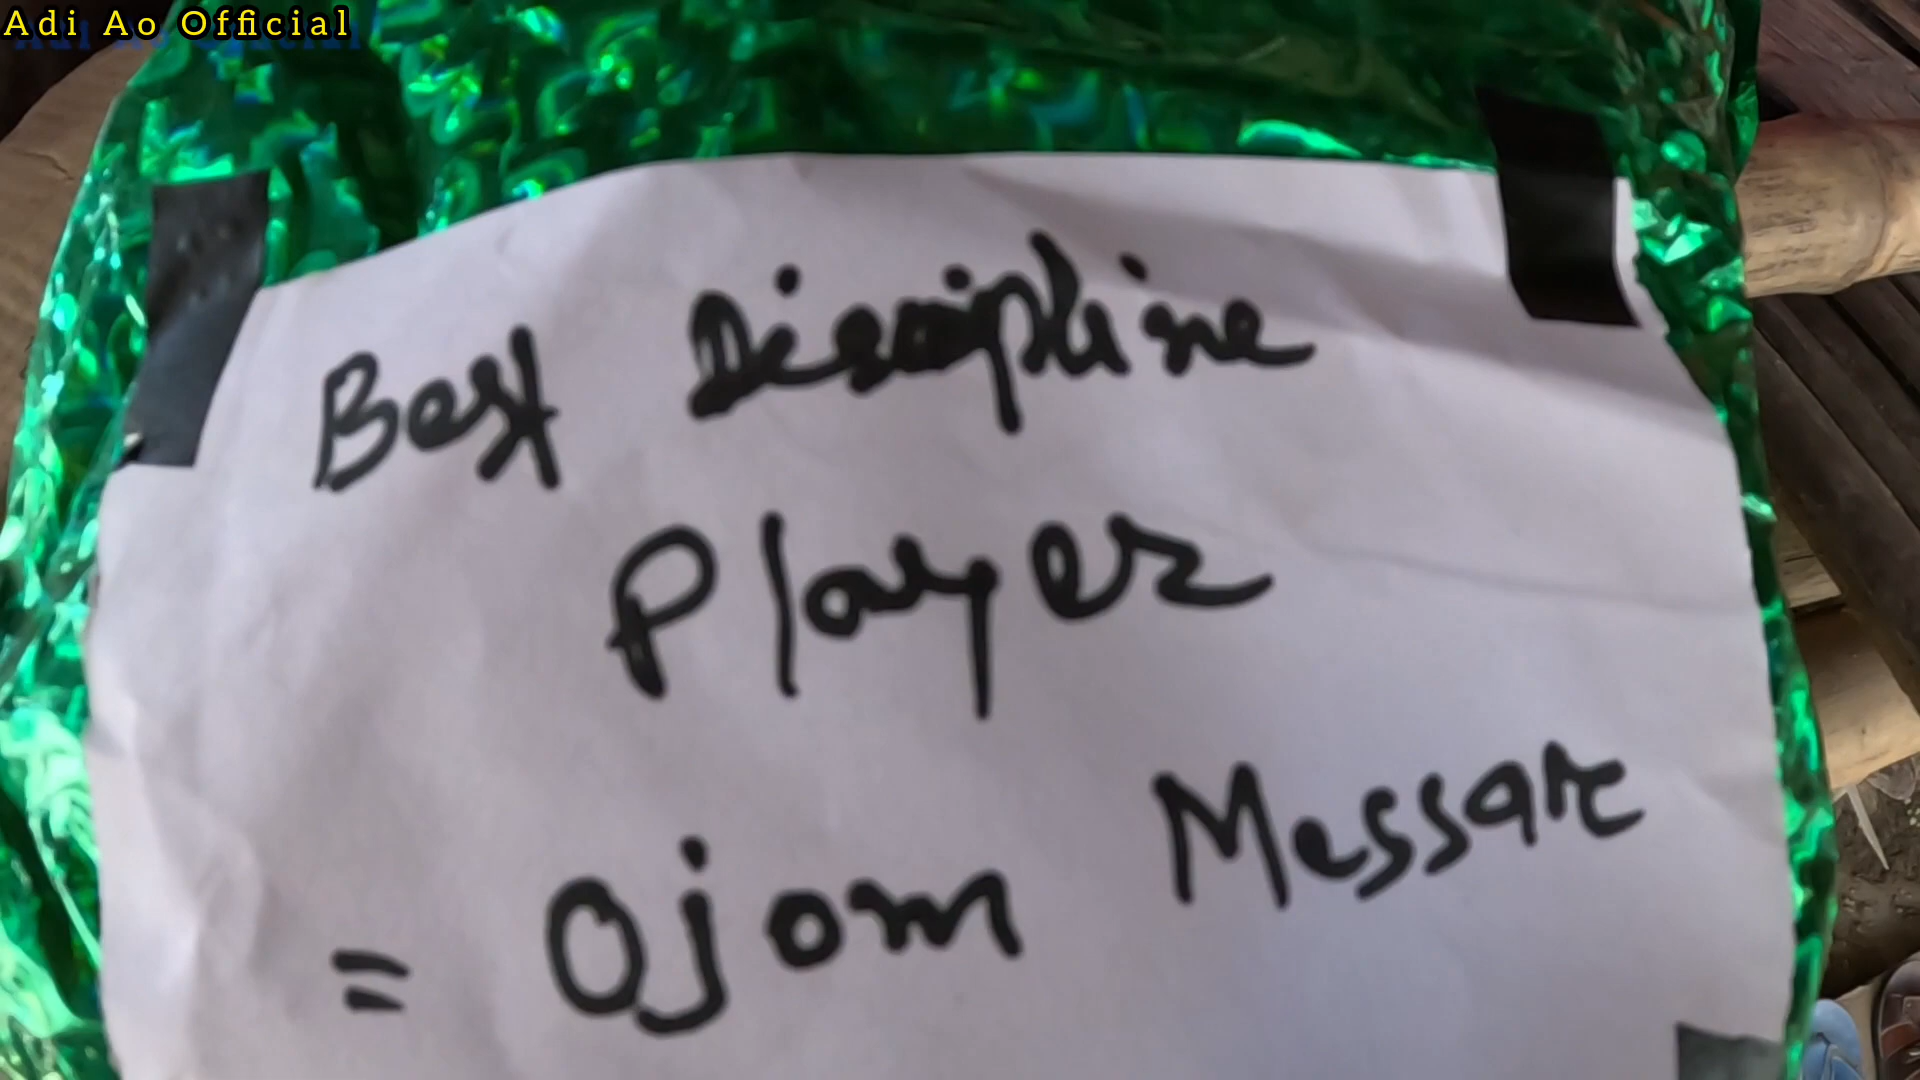 Adi Ao Official
Best Discipline
Player
= Ojom Messar